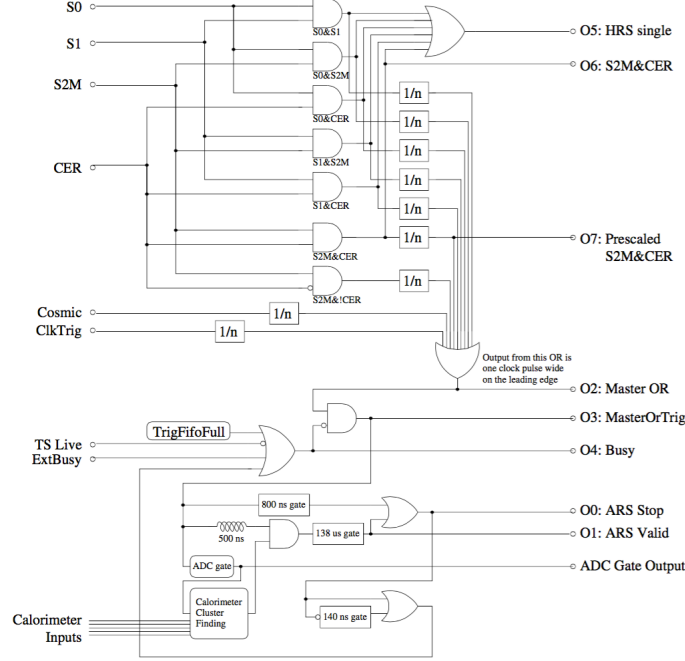 S0
S1
S2M
CER
S0&S1
S0&S2M
S0&CER
S1&S2M
S1&CER
S2M&CER
S2M&!CER
1/n
1/n
1/n
1/n
1/n
1/n
1/n
O5: HRS single
O6: S2M&CER
O7: Prescaled
S2M&CER
Cosmic
1/n
ClkTrig
1/n
Output from this OR is
one clock pulse wide
on the leading edge
O2: Master OR
O3: MasterOrTrig
O4: Busy
TrigFifoFull
TS Live
ExtBusy
800 ns gate
500 ns
138 us gate
O0: ARS Stop
O1: ARS Valid
ADC gate
ADC Gate Output
Calorimeter
Cluster
Finding
140 ns gate
Calorimeter
Inputs